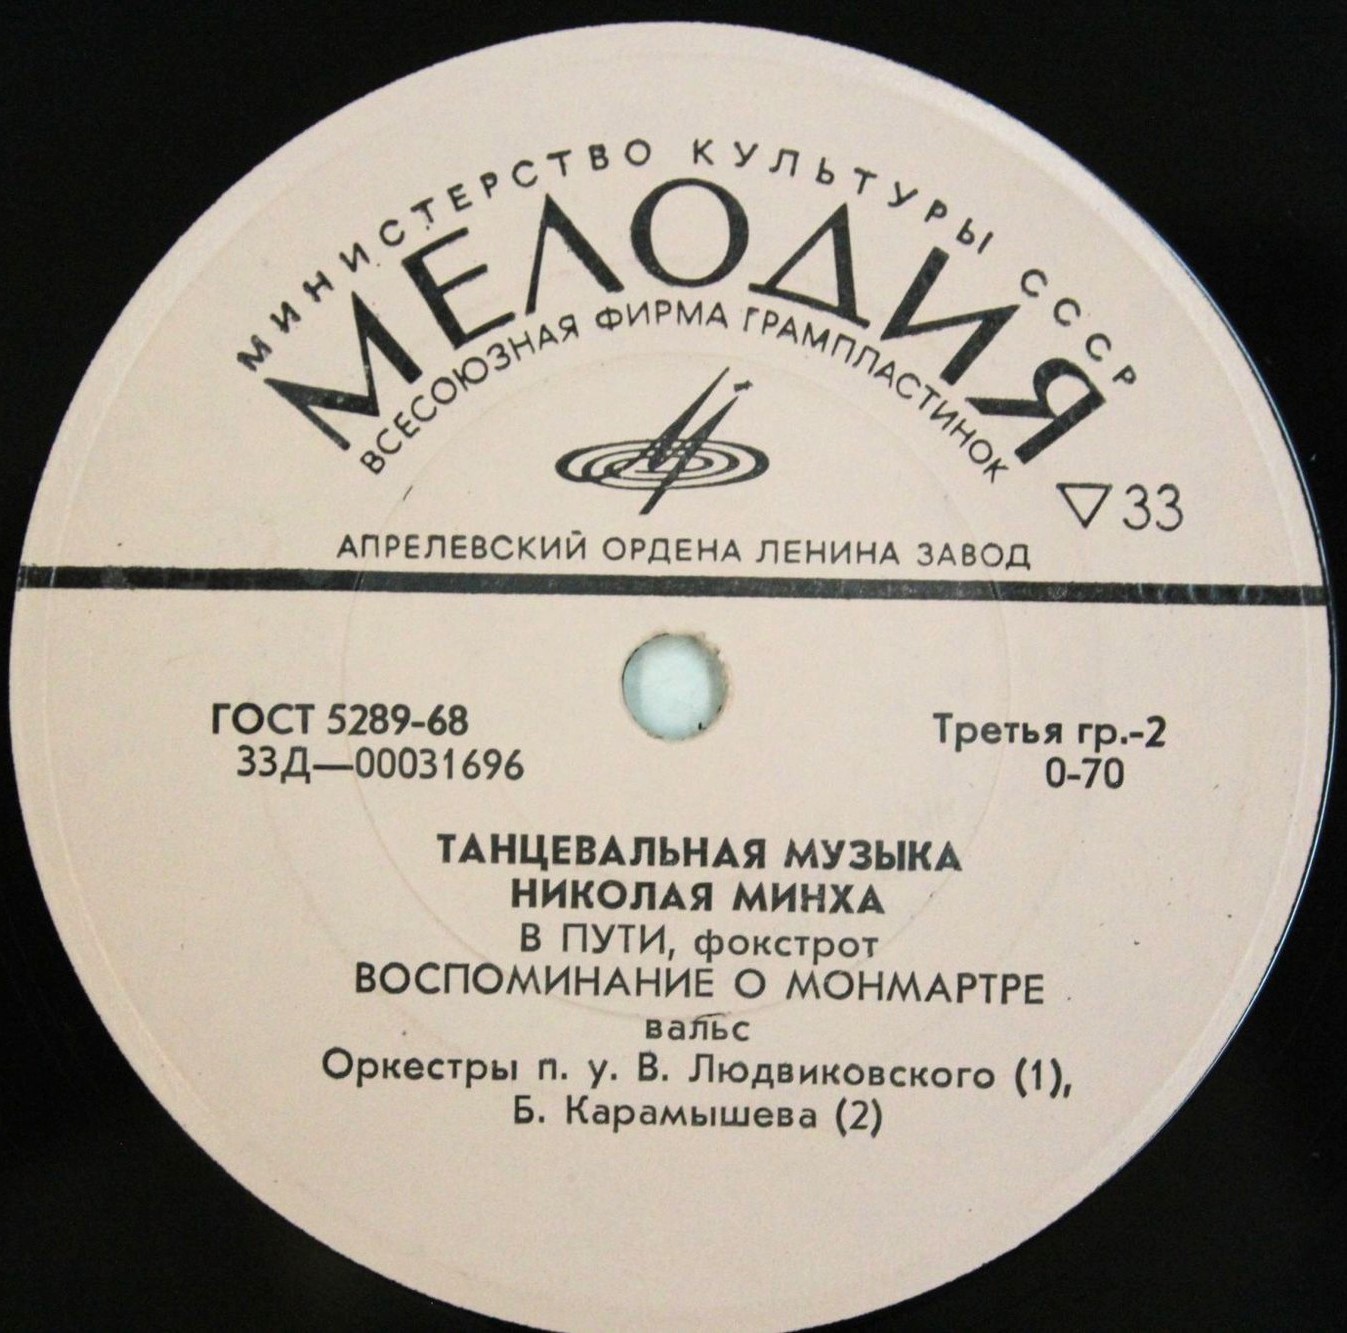 МИНИСТЕРСТВО КУЛЬТУРЫ СССР
МЕЛОДИЯ
ВСЕСОЮЗНАЯ ФИРМА ГРАМПЛАСТИНОК
▽33
АПРЕЛЕВСКИЙ ОРДЕНА ЛЕНИНА ЗАВОД
ГОСТ 5289-68
33Д—00031696
Третья гр.-2
0-70
ТАНЦЕВАЛЬНАЯ МУЗЫКА
НИКОЛАЯ МИНХА
В ПУТИ, фокстрот
ВОСПОМИНАНИЕ О МОНМАРТРЕ
вальс
Оркестры п. у. В. Людвиковского (1),
Б. Карамышева (2)